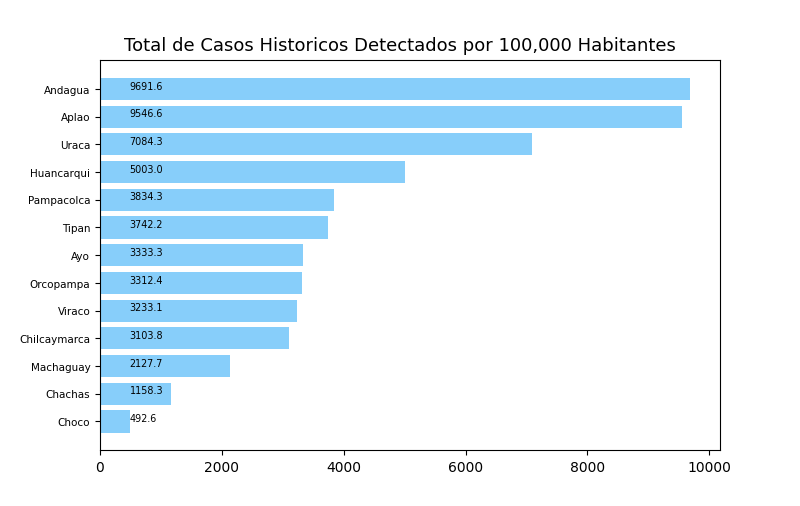 Total de Casos Historicos Detectados por 100,000 Habitantes
Andagua 9691.6
Aplao 9546.6
Uraca 7084.3
Huancarqui 5003.0
Pampacolca 3834.3
Tipan 3742.2
Ayo 3333.3
Orcopampa 3312.4
Viraco 3233.1
Chilcaymarca 3103.8
Machaguay 2127.7
Chachas 1158.3
Choco 492.6
0 2000 4000 6000 8000 10000